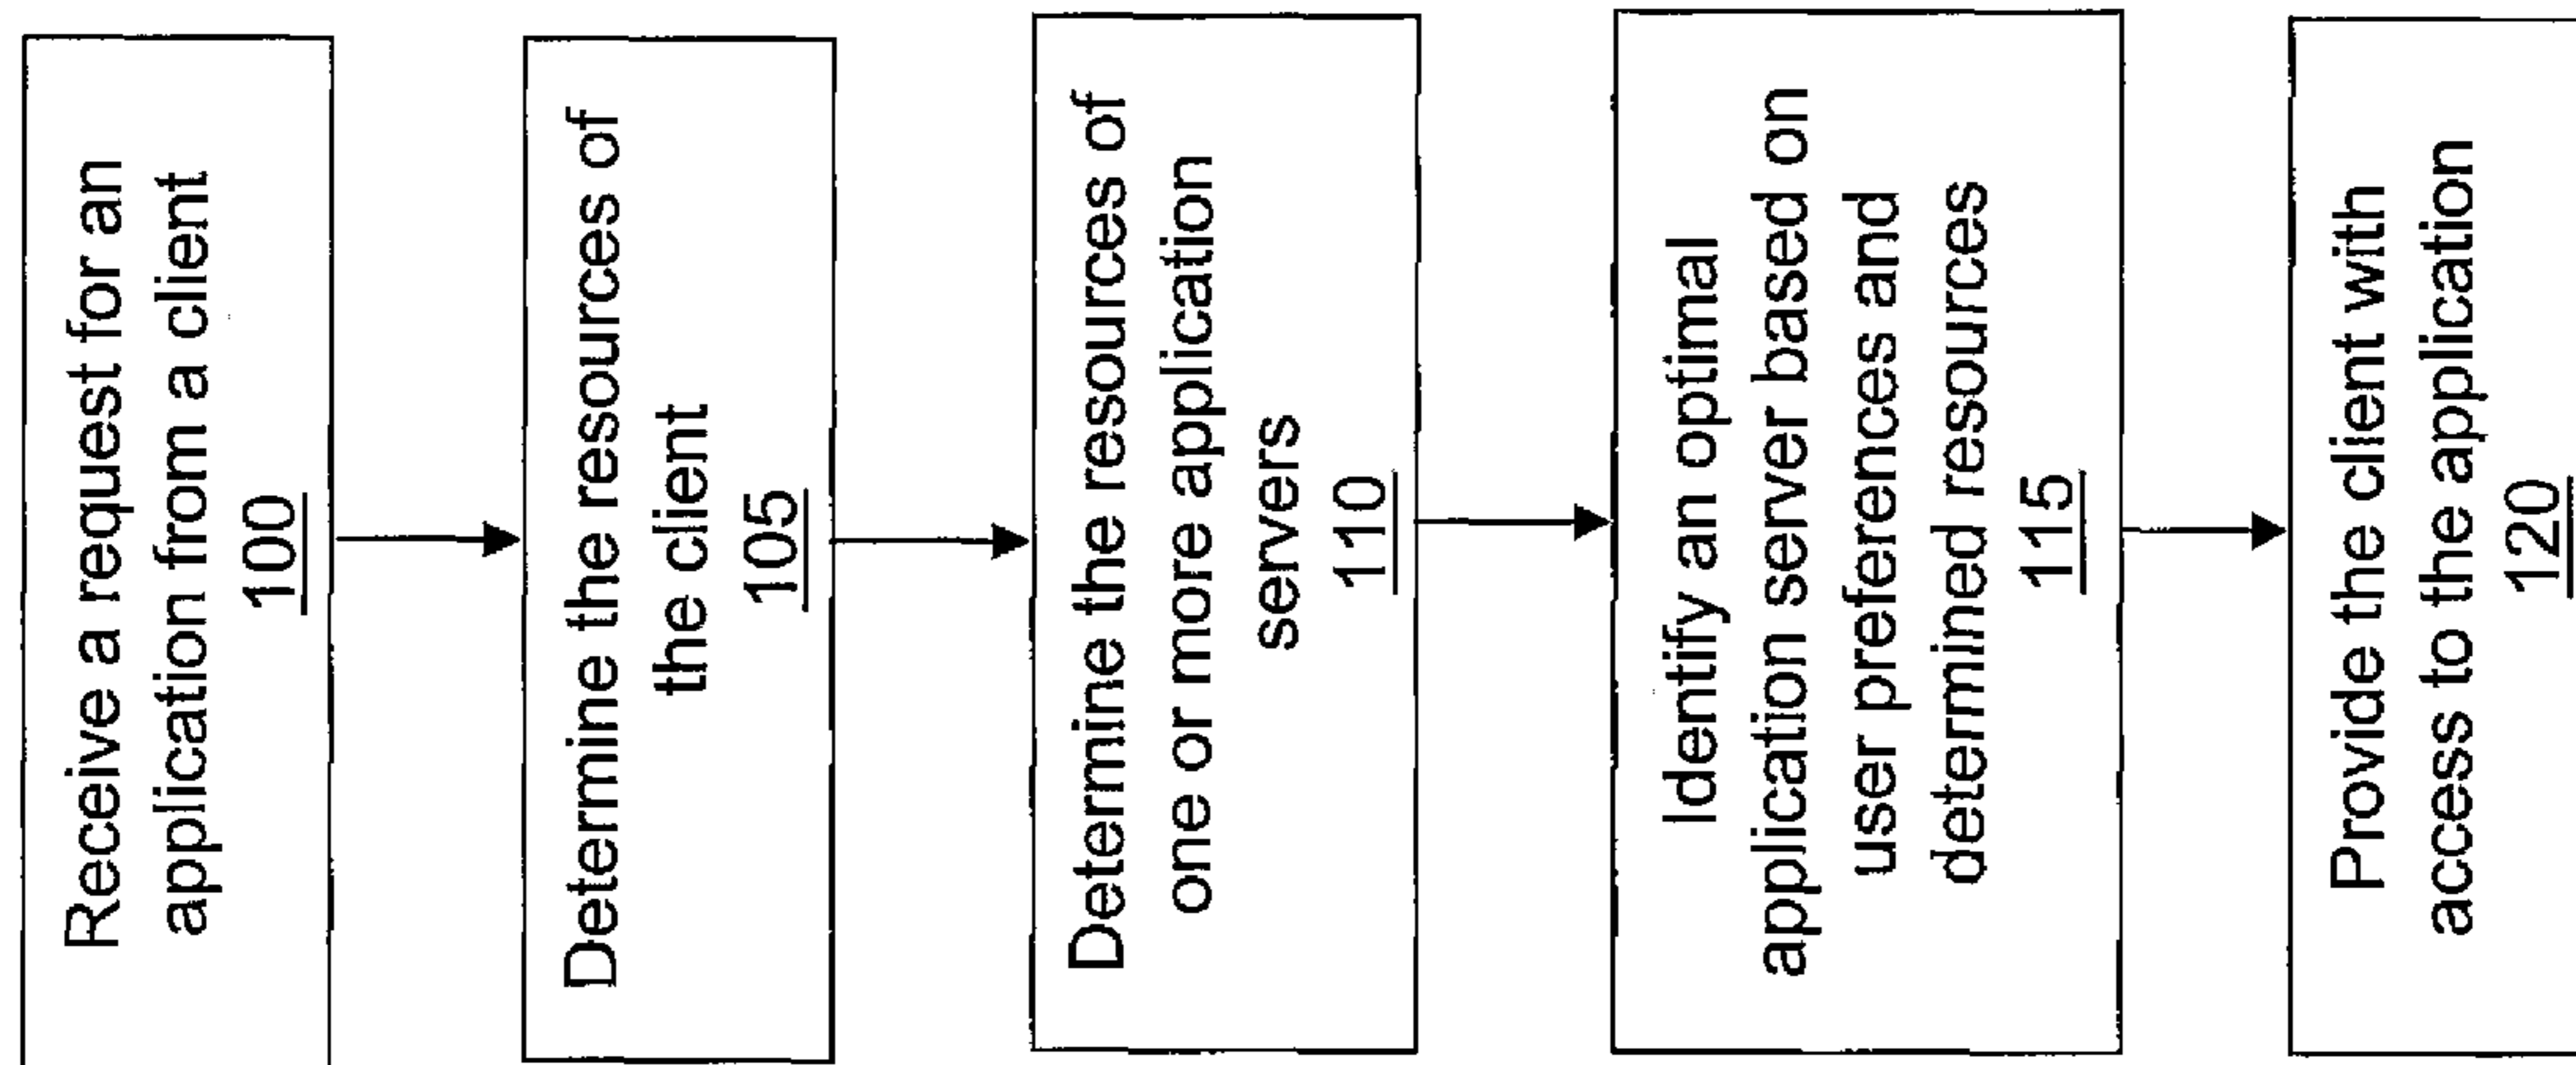 Receive a request for an
application from a client
100
Determine the resources of
the client
105
Determine the resources of
one or more application
servers
110
Identify an optimal
application server based on
user preferences and
determined resources
115
Provide the client with
access to the application
120